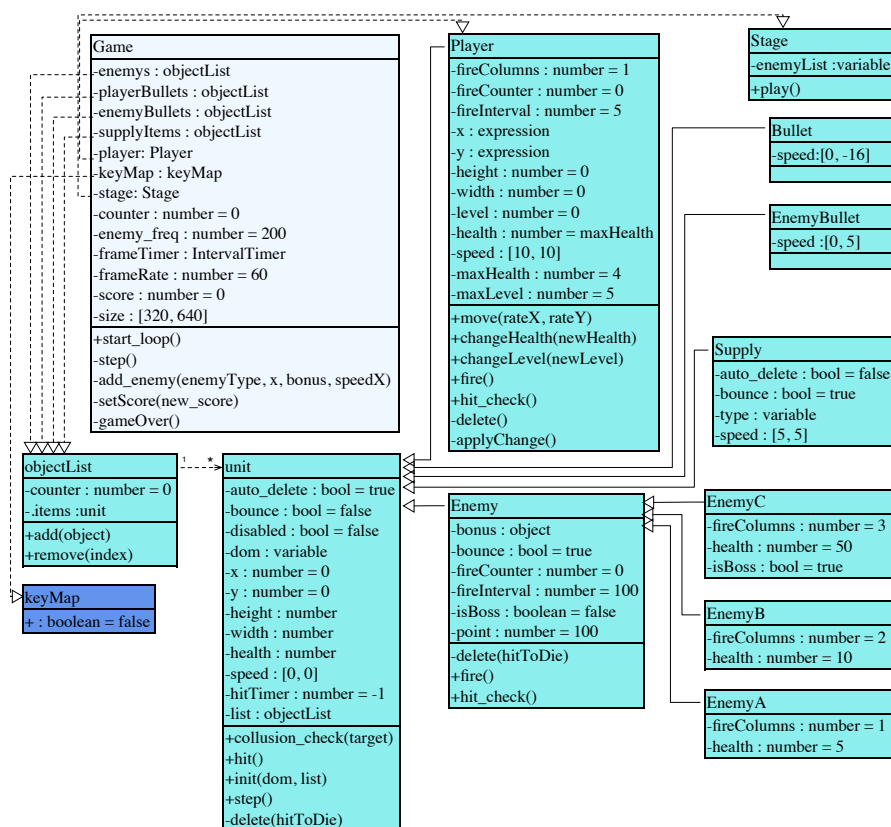 Game
-enemys : objectList
-playerBullets : objectList
-enemyBullets : objectList
-supplyItems : objectList
-player: Player
-keyMap : keyMap
-stage: Stage
-counter : number = 0
-enemy_freq : number = 200
-frameTimer : IntervalTimer
-frameRate : number = 60
-score : number = 0
-size : [320, 640]
+start_loop()
-step()
-add_enemy(enemyType, x, bonus, speedX)
-setScore(new_score)
-gameOver()
Player
-fireColumns : number = 1
-fireCounter : number = 0
-fireInterval : number = 5
-x : expression
-y : expression
-height : number = 0
-width : number = 0
-level : number = 0
-health : number = maxHealth
-speed : [10, 10]
-maxHealth : number = 4
-maxLevel : number = 5
+move(rateX, rateY)
+changeHealth(newHealth)
+changeLevel(newLevel)
+fire()
+hit_check()
-delete()
-applyChange()
Stage
-enemyList :variable
+play()
Bullet
-speed:[0, -16]
EnemyBullet
-speed :[0, 5]
Supply
-auto_delete : bool = false
-bounce : bool = true
-type : variable
-speed : [5, 5]
objectList
-counter : number = 0
-.items :unit
+add(object)
+remove(index)
1
*
keyMap
+ : boolean = false
unit
-auto_delete : bool = true
-bounce : bool = false
-disabled : bool = false
-dom : variable
-x : number = 0
-y : number = 0
-height : number
-width : number
-health : number
-speed : [0, 0]
-hitTimer : number = -1
-list : objectList
+collusion_check(target)
+hit()
+init(dom, list)
+step()
-delete(hitToDie)
Enemy
-bonus : object
-bounce : bool = true
-fireCounter : number = 0
-fireInterval : number = 100
-isBoss : boolean = false
-point : number = 100
-delete(hitToDie)
+fire()
+hit_check()
EnemyC
-fireColumns : number = 3
-health : number = 50
-isBoss : bool = true
EnemyB
-fireColumns : number = 2
-health : number = 10
EnemyA
-fireColumns : number = 1
-health : number = 5